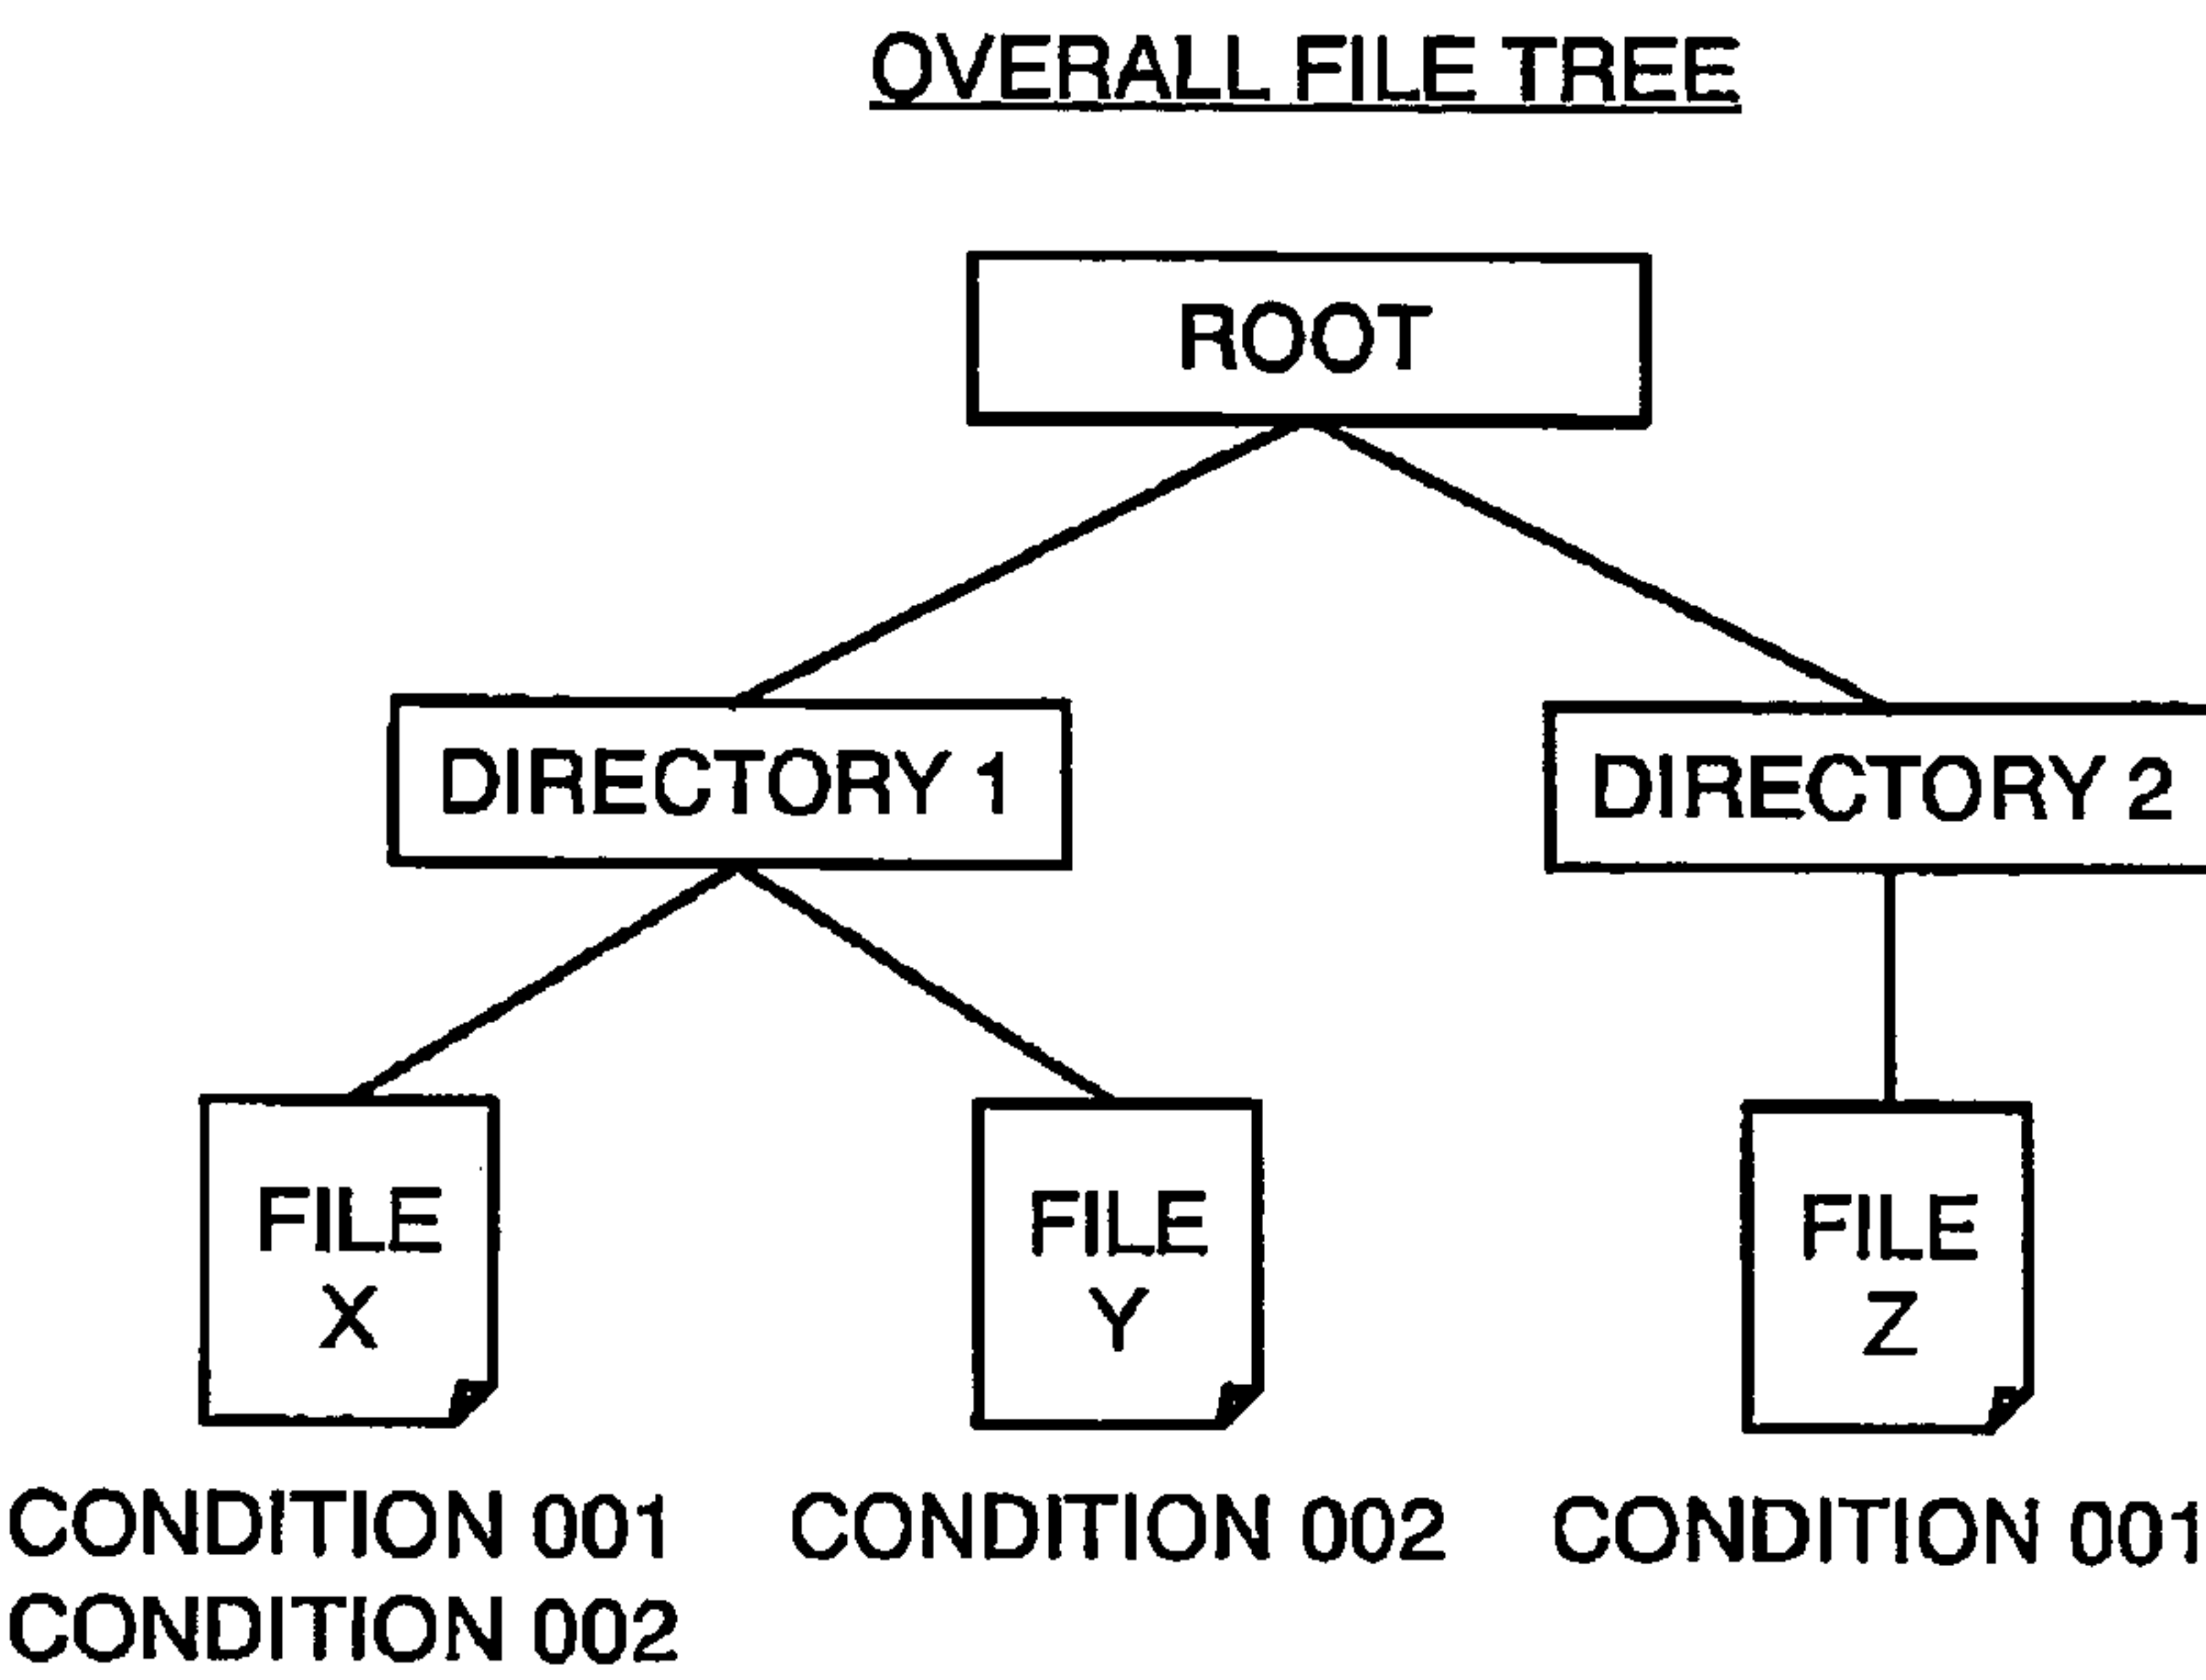 OVERALL FILE TREE
ROOT
DIRECTORY 1
DIRECTORY 2
FILE
X
FILE
Y
FILE
Z
CONDITION 001
CONDITION 002
CONDITION 002
CONDITION 001